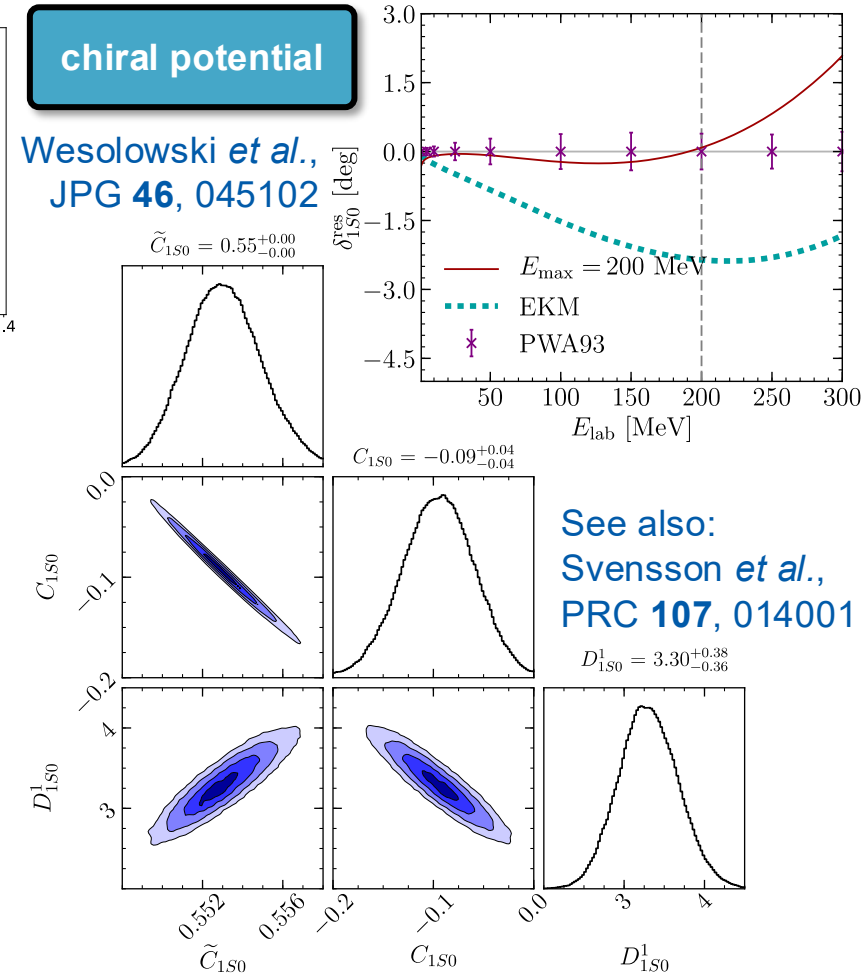 chiral potential
Wesolowski et al.,
JPG 46, 045102
3.0
1.5
0.0
−1.5
−3.0
−4.5
δ^res_1S0 [deg]
E_max = 200 MeV
EKM
PWA93
50
100
150
200
250
300
E_lab [MeV]
.4
C̃_1S0 = 0.55^+0.00_−0.00
C_1S0 = −0.09^+0.04_−0.04
0.0
−0.1
−0.2
C_1S0
See also:
Svensson et al.,
PRC 107, 014001
D^1_1S0 = 3.30^+0.38_−0.36
4
3
D^1_1S0
0.552
0.556
−0.2
−0.1
0.0
3
4
C̃_1S0
C_1S0
D^1_1S0